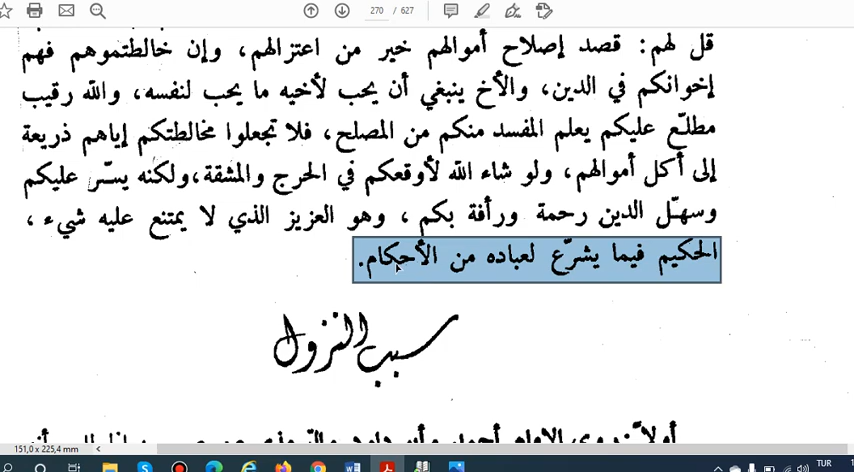 270 / 627
قل لهم: قصد إصلاح أموالهم خير من اعتزالهم، وإن خالطتموهم فهم
إخوانكم في الدين، والأخ ينبغي أن يحب لأخيه ما يحب لنفسه، والله رقيب
مطلّع عليكم يعلم المفسد منكم من المصلح، فلا تجعلوا مخالطتكم إياهم ذريعة
إلى أكل أموالهم، ولو شاء الله لأوقعكم في الحرج والمشقة،ولكنه يسّر عليكم
وسهّل الدين رحمة ورأفة بكم، وهو العزيز الذي لا يمتنع عليه شيء،
الحكيم فيما يشرّع لعباده من الأحكام.
سبب النزول
151,0 x 225,4 mm
TUR